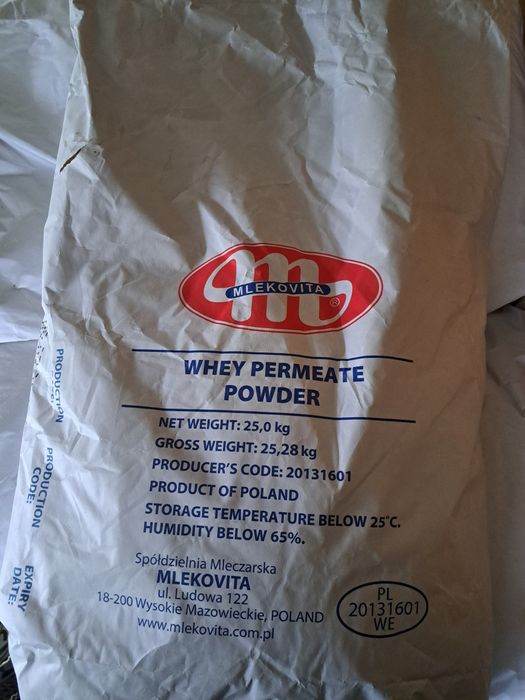 MLEKOVITA
®
WHEY PERMEATE
POWDER
NET WEIGHT: 25,0 kg
GROSS WEIGHT: 25,28 kg
PRODUCER'S CODE: 20131601
PRODUCT OF POLAND
STORAGE TEMPERATURE BELOW 25°C.
HUMIDITY BELOW 65%.
Spółdzielnia Mleczarska
MLEKOVITA
ul. Ludowa 122
18-200 Wysokie Mazowieckie, POLAND
www.mlekovita.com.pl
PL
20131601
WE
PRODUCTION
PRODUCTION
CODE:
EXPIRY
DATE: